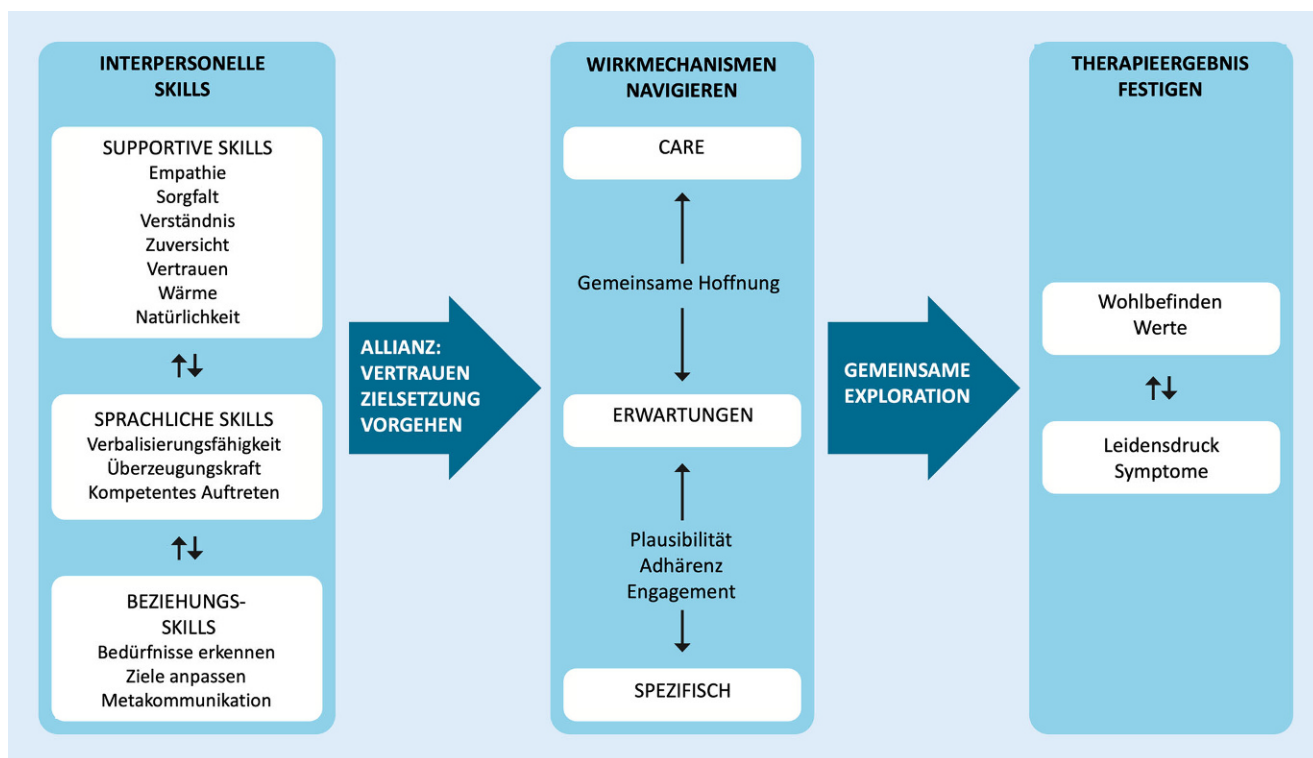 INTERPERSONELLE
SKILLS
SUPPORTIVE SKILLS
Empathie
Sorgfalt
Verständnis
Zuversicht
Vertrauen
Wärme
Natürlichkeit
SPRACHLICHE SKILLS
Verbalisierungsfähigkeit
Überzeugungskraft
Kompetentes Auftreten
BEZIEHUNGS-
SKILLS
Bedürfnisse erkennen
Ziele anpassen
Metakommunikation
ALLIANZ:
VERTRAUEN
ZIELSETZUNG
VORGEHEN
WIRKMECHANISMEN
NAVIGIEREN
CARE
Gemeinsame Hoffnung
ERWARTUNGEN
Plausibilität
Adhärenz
Engagement
SPEZIFISCH
GEMEINSAME
EXPLORATION
THERAPIEERGEBNIS
FESTIGEN
Wohlbefinden
Werte
Leidensdruck
Symptome